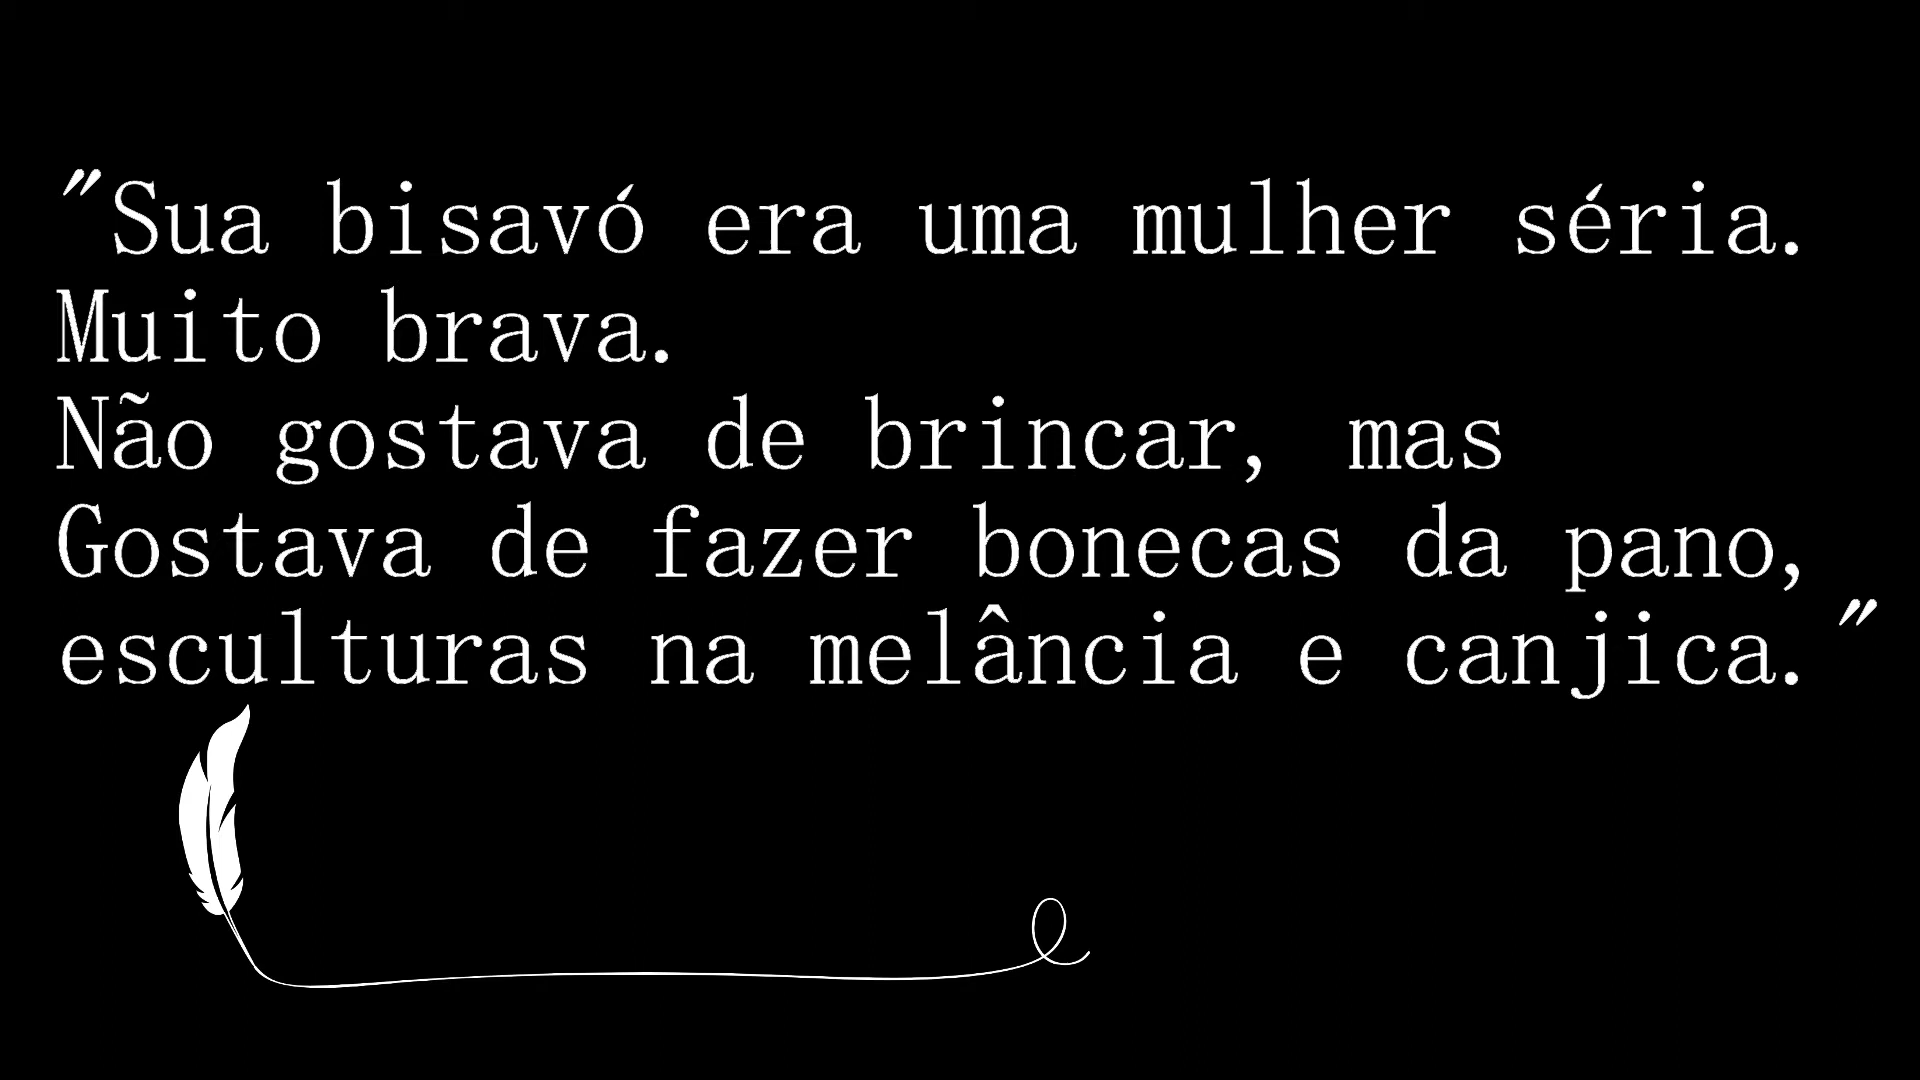 "Sua bisavó era uma mulher séria.
Muito brava.
Não gostava de brincar, mas
Gostava de fazer bonecas da pano,
esculturas na melância e canjica."